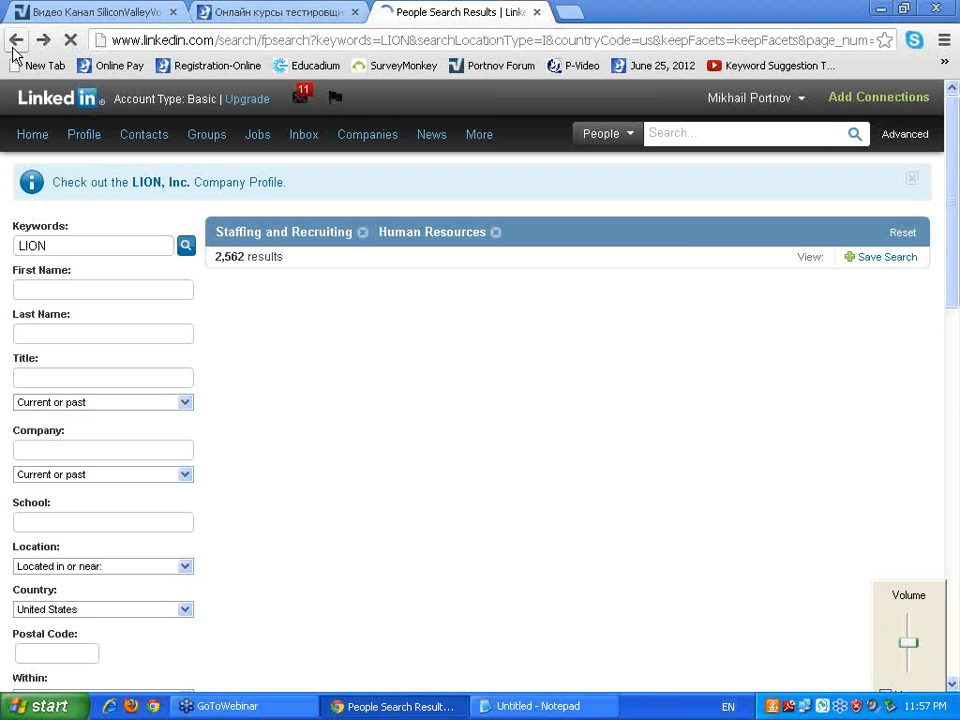 Видео Канал SiliconValleyVo
Онлайн курсы тестировщи
People Search Results | Linke
www.linkedin.com/search/fpsearch?keywords=LION&searchLocationType=I&countryCode=us&keepFacets=keepFacets&page_num=
New Tab
Online Pay
Registration-Online
Educadium
SurveyMonkey
Portnov Forum
P-Video
June 25, 2012
Keyword Suggestion T...
»
Linked in®
Account Type: Basic | Upgrade
11
Mikhail Portnov
Add Connections
Home
Profile
Contacts
Groups
Jobs
Inbox
Companies
News
More
People
Search...
Advanced
Check out the LION, Inc. Company Profile.
Keywords:
LION
First Name:
Last Name:
Title:
Current or past
Company:
Current or past
School:
Location:
Located in or near:
Country:
United States
Postal Code:
Within:
Staffing and Recruiting
Human Resources
Reset
2,562 results
View:
Save Search
Volume
start
GoToWebinar
People Search Result...
Untitled - Notepad
EN
11:57 PM